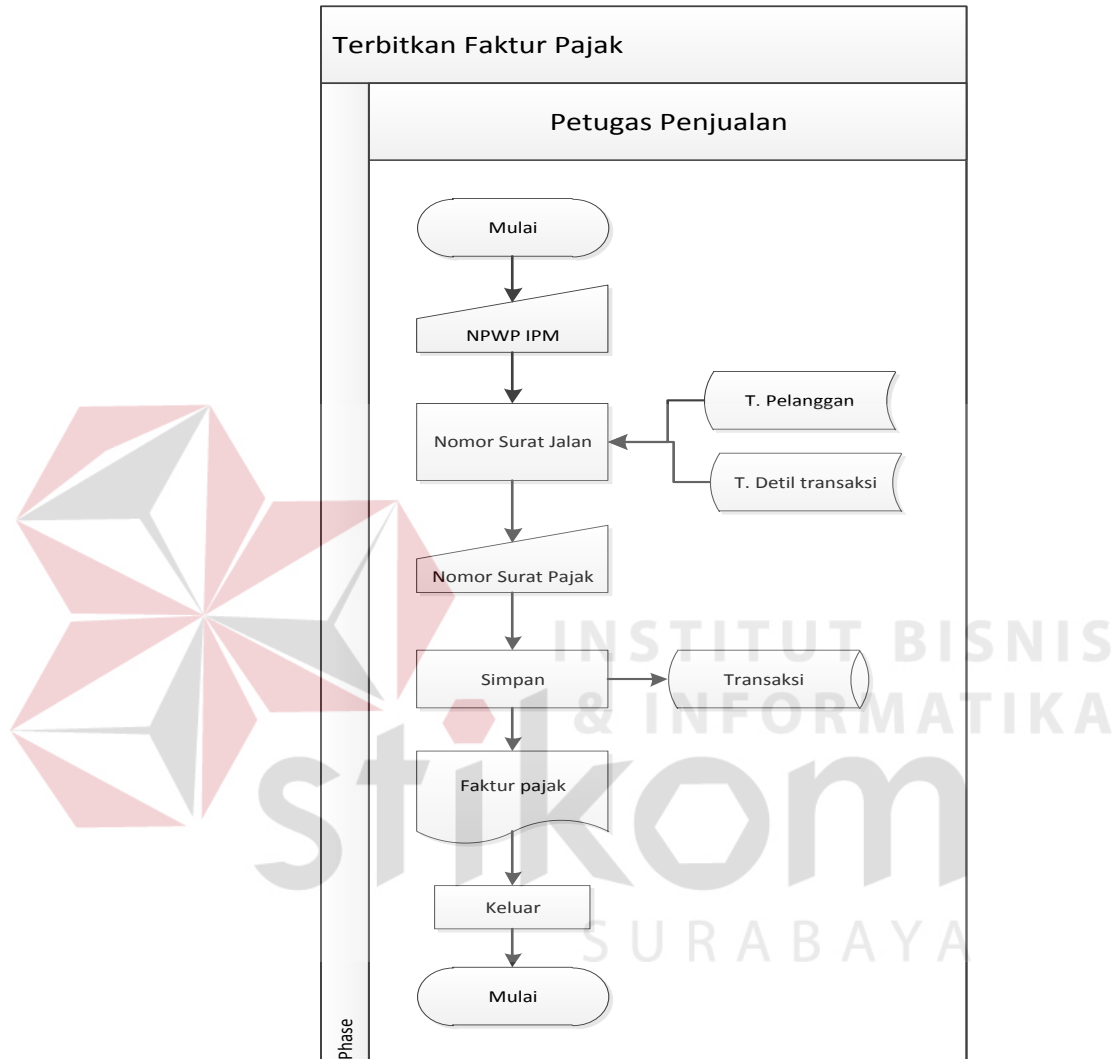 Terbitkan Faktur Pajak
Petugas Penjualan
Mulai
NPWP IPM
T. Pelanggan
Nomor Surat Jalan
T. Detil transaksi
Nomor Surat Pajak
INSTITUT BISNIS
& INFORMATIKA
Simpan
Transaksi
stikom
Faktur pajak
Keluar
SURABAYA
Mulai
Phase